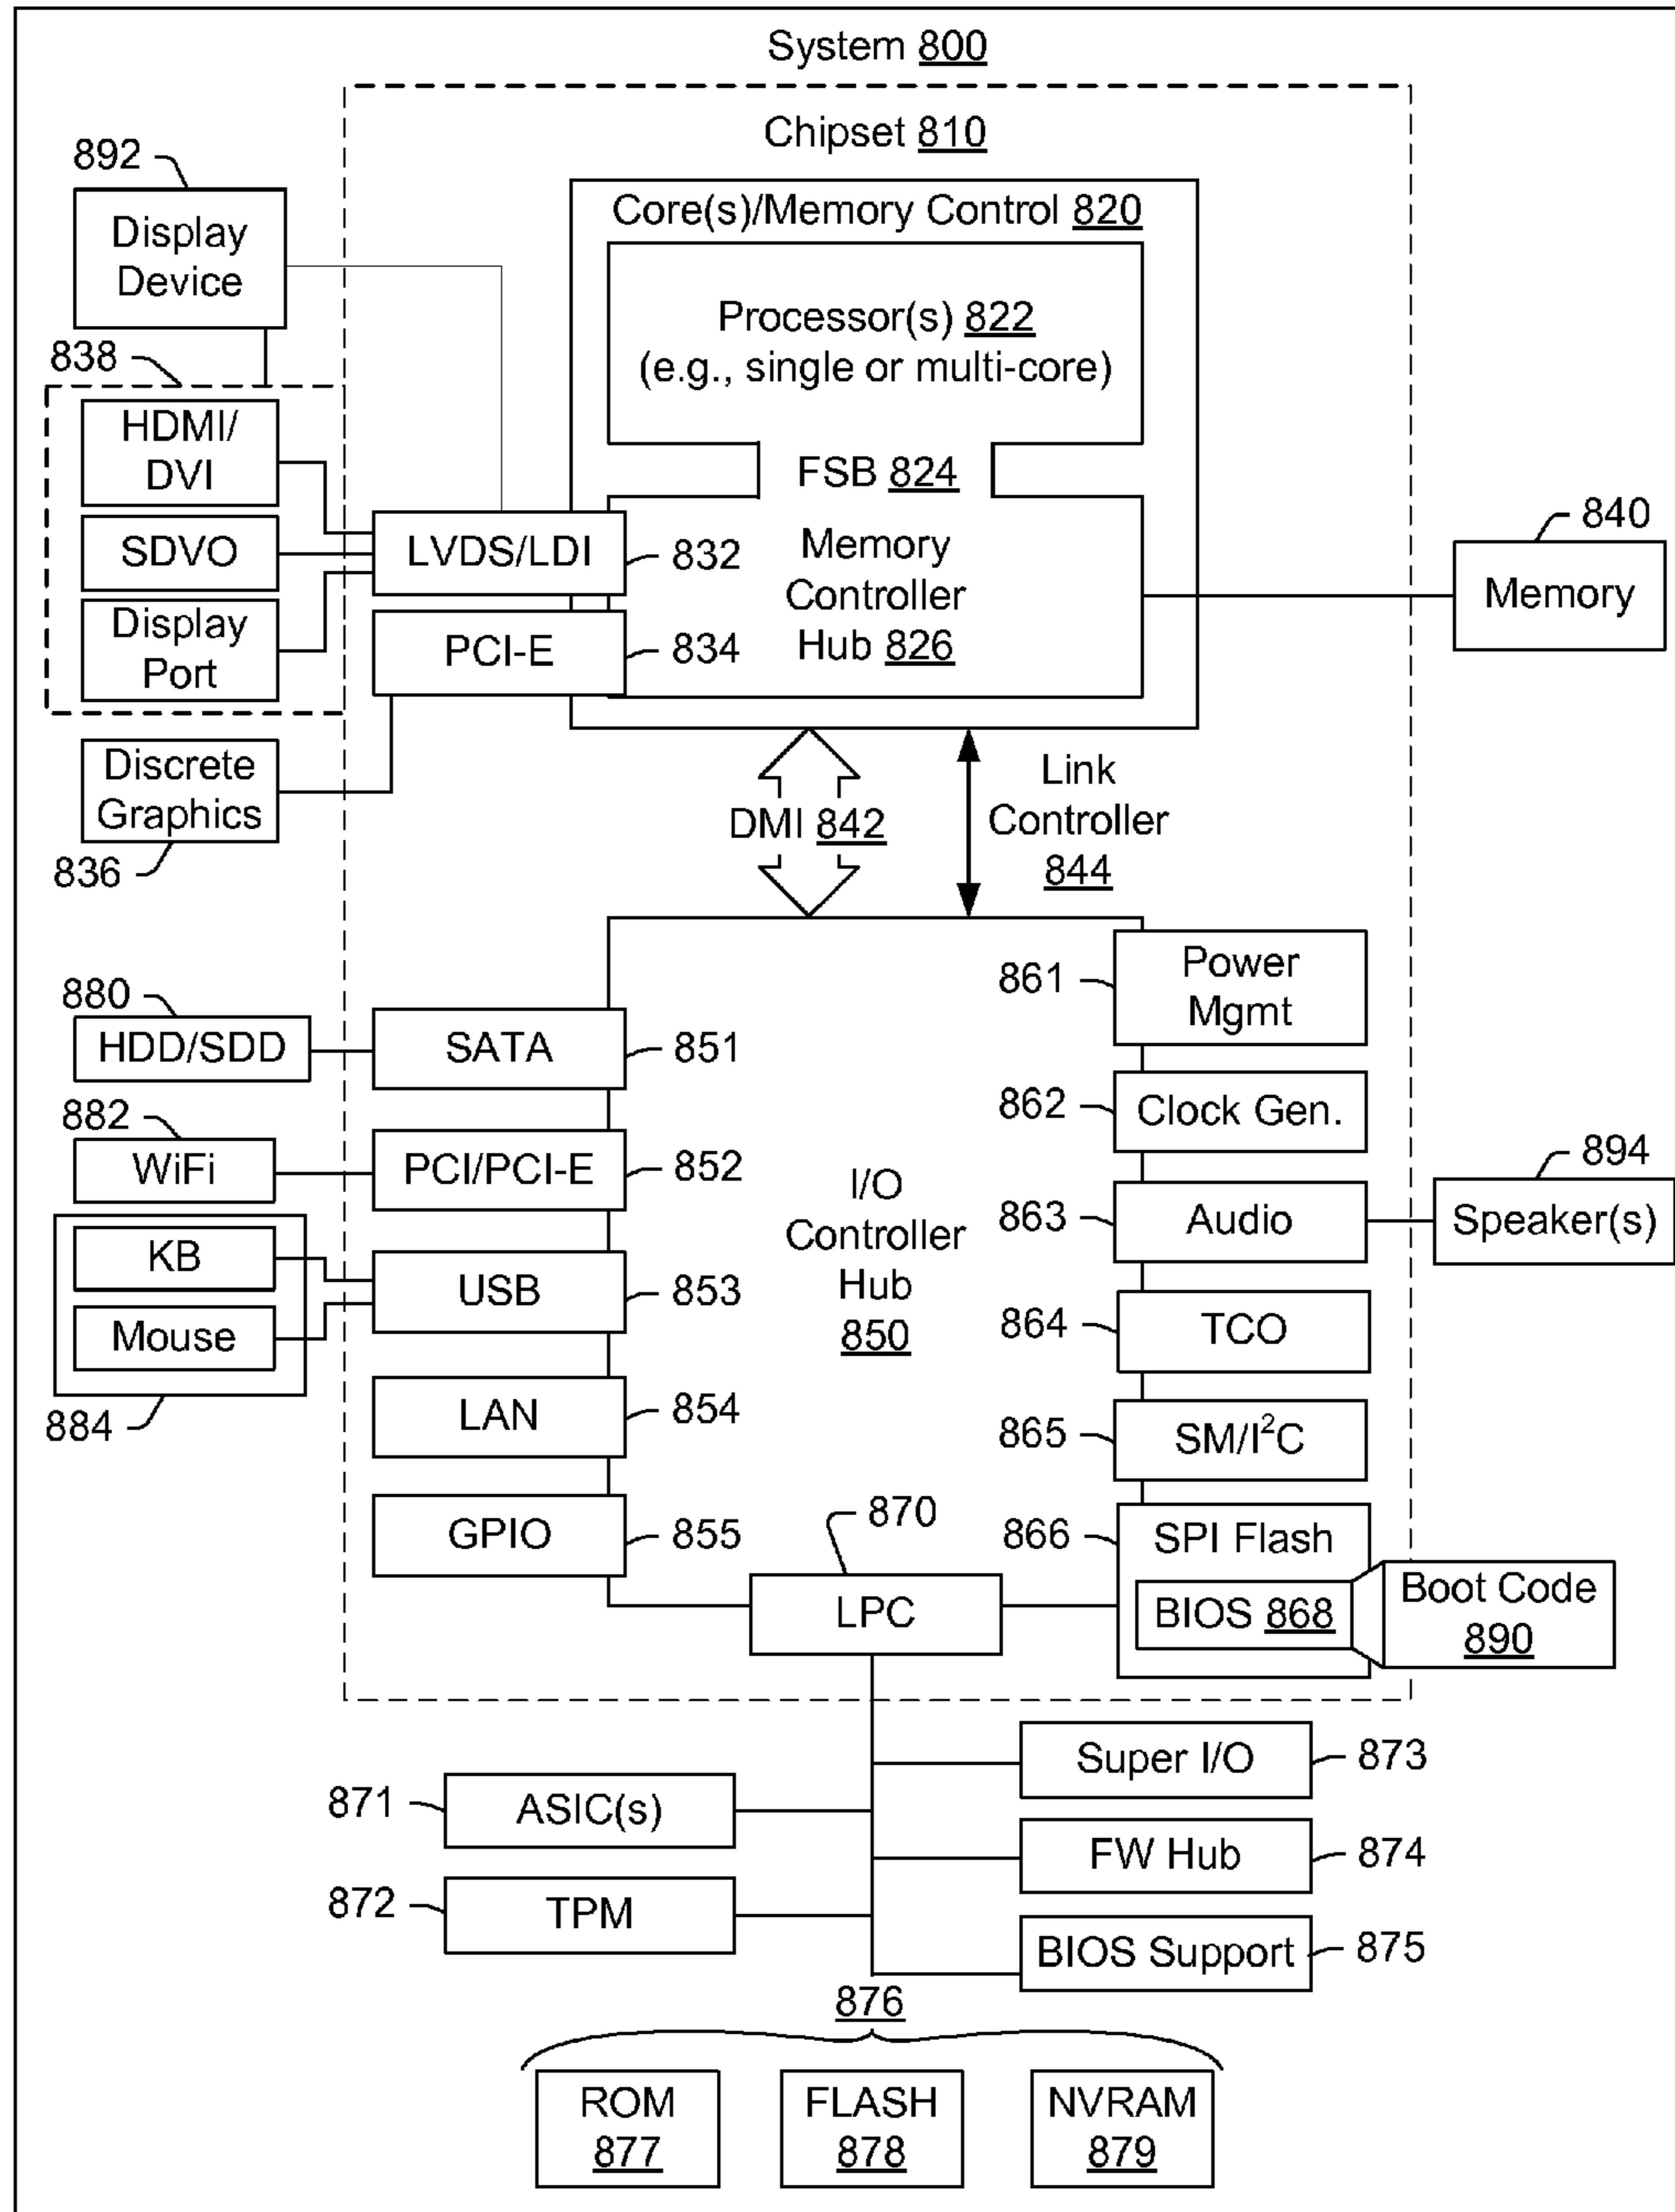 System 800
Chipset 810
892
Display
Device
838
HDMI/
DVI
SDVO
Display
Port
Discrete
Graphics
836
Core(s)/Memory Control 820
Processor(s) 822
(e.g., single or multi-core)
FSB 824
Memory
Controller
Hub 826
LVDS/LDI
832
PCI-E
834
840
Memory
DMI 842
Link
Controller
844
880
HDD/SDD
882
WiFi
KB
Mouse
884
SATA
851
PCI/PCI-E
852
USB
853
LAN
854
GPIO
855
I/O
Controller
Hub
850
861
Power
Mgmt
862
Clock Gen.
863
Audio
894
Speaker(s)
864
TCO
865
SM/I²C
866
SPI Flash
BIOS 868
Boot Code
890
870
LPC
871
ASIC(s)
872
TPM
Super I/O
873
FW Hub
874
BIOS Support
875
876
ROM
877
FLASH
878
NVRAM
879